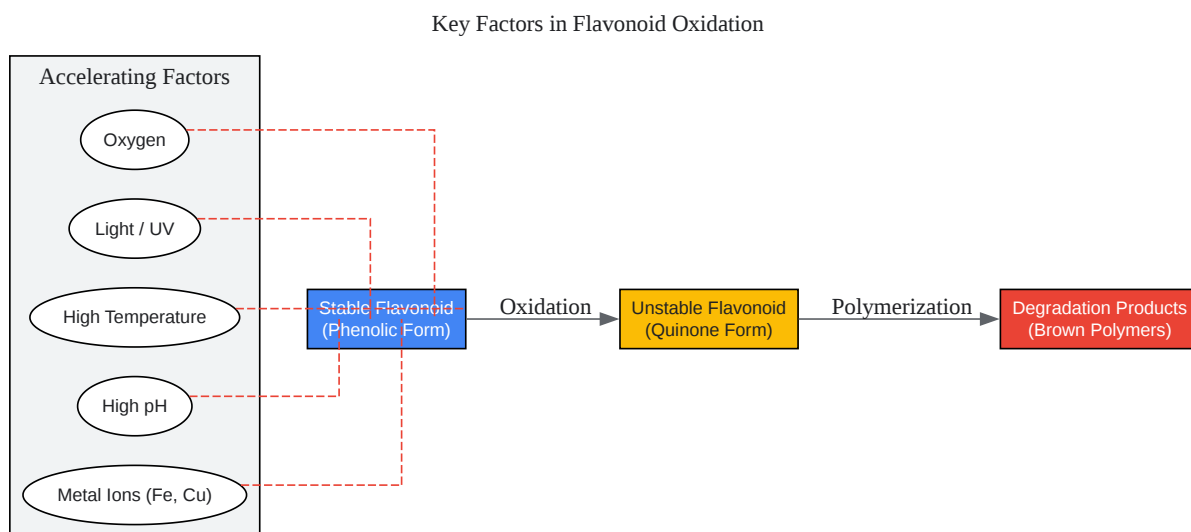 Key Factors in Flavonoid Oxidation
Accelerating Factors
Oxygen
Light / UV
High Temperature
High pH
Metal Ions (Fe, Cu)
Stable Flavonoid
(Phenolic Form)
Oxidation
Unstable Flavonoid
(Quinone Form)
Polymerization
Degradation Products
(Brown Polymers)